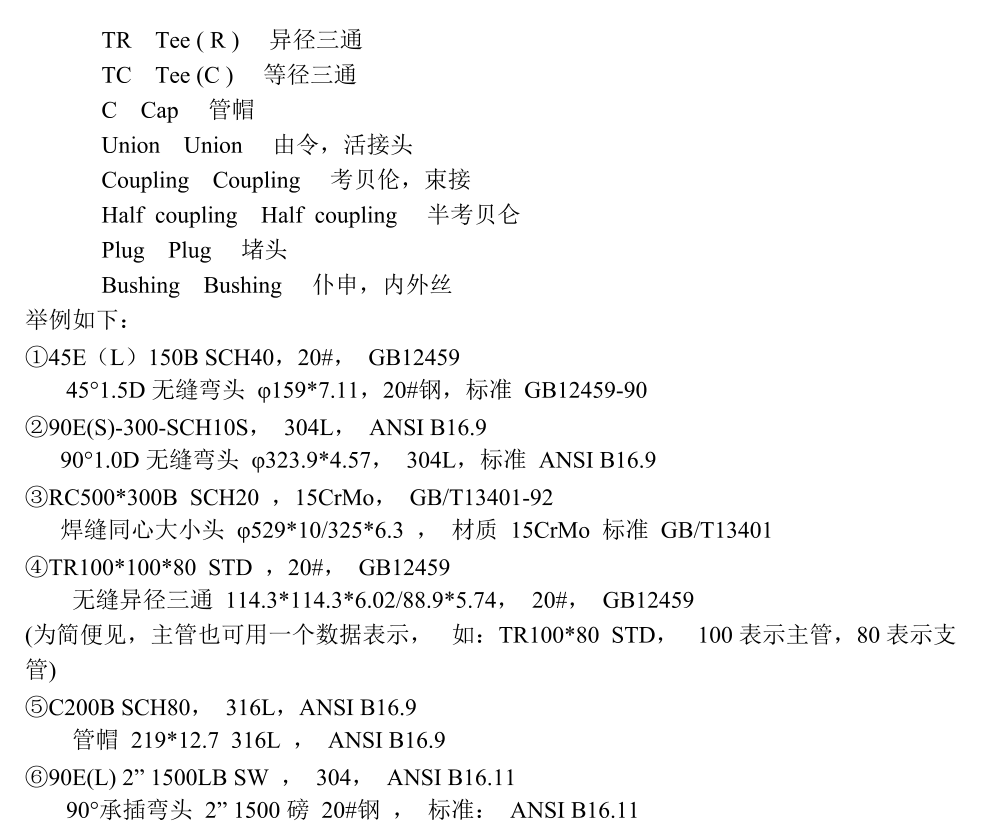 TR Tee ( R ) 异径三通
TC Tee (C ) 等径三通
C Cap 管帽
Union Union 由令，活接头
Coupling Coupling 考贝伦，束接
Half coupling Half coupling 半考贝仑
Plug Plug 堵头
Bushing Bushing 仆申，内外丝
举例如下：
①45E（L）150B SCH40，20#， GB12459
45°1.5D 无缝弯头 φ159*7.11，20#钢，标准 GB12459-90
②90E(S)-300-SCH10S， 304L， ANSI B16.9
90°1.0D 无缝弯头 φ323.9*4.57， 304L，标准 ANSI B16.9
③RC500*300B SCH20 ，15CrMo， GB/T13401-92
焊缝同心大小头 φ529*10/325*6.3 ， 材质 15CrMo 标准 GB/T13401
④TR100*100*80 STD ，20#， GB12459
无缝异径三通 114.3*114.3*6.02/88.9*5.74， 20#， GB12459
(为简便见，主管也可用一个数据表示， 如：TR100*80 STD， 100 表示主管，80 表示支
管)
⑤C200B SCH80， 316L，ANSI B16.9
管帽 219*12.7 316L ， ANSI B16.9
⑥90E(L) 2” 1500LB SW ， 304， ANSI B16.11
90°承插弯头 2” 1500 磅 20#钢 ， 标准： ANSI B16.11